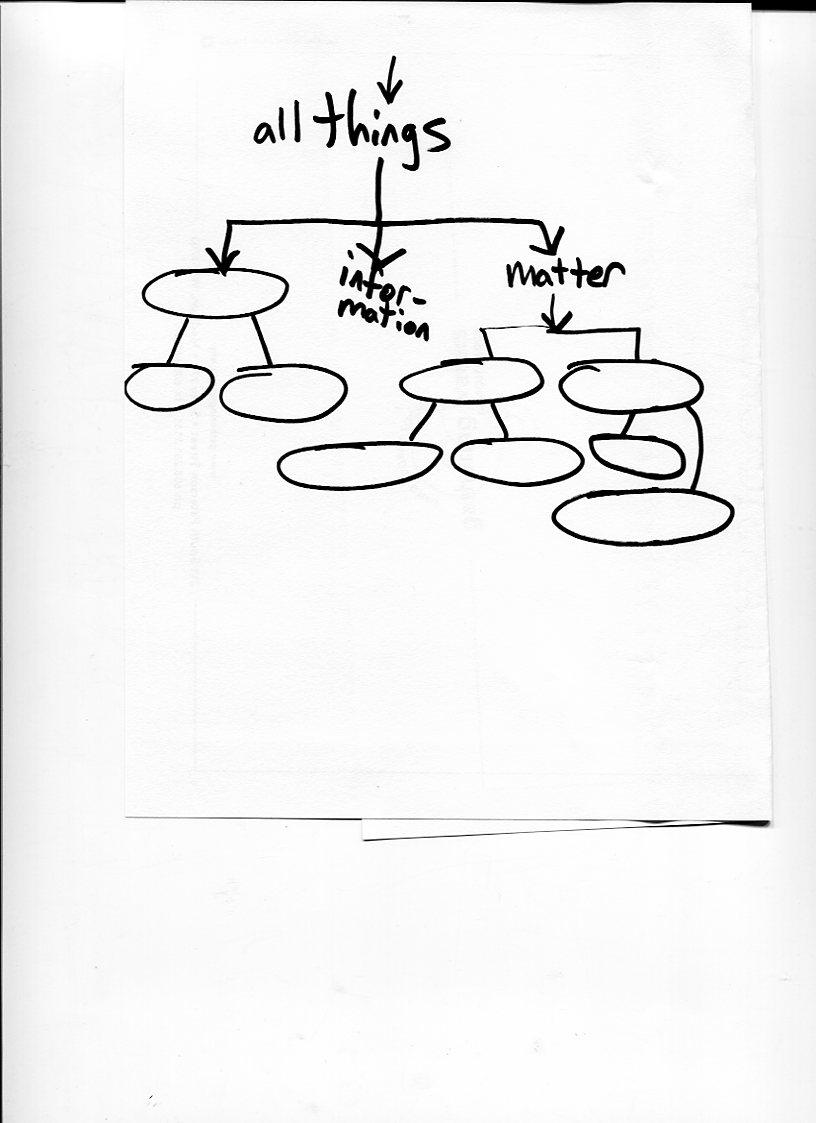 all things
infor-
mation
matter